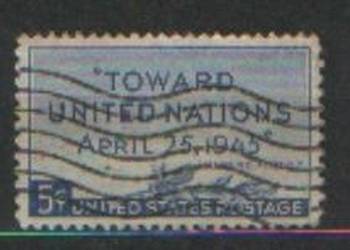 "TOWARD
UNITED NATIONS
APRIL 25, 1945"
5¢ UNITED STATES POSTAGE